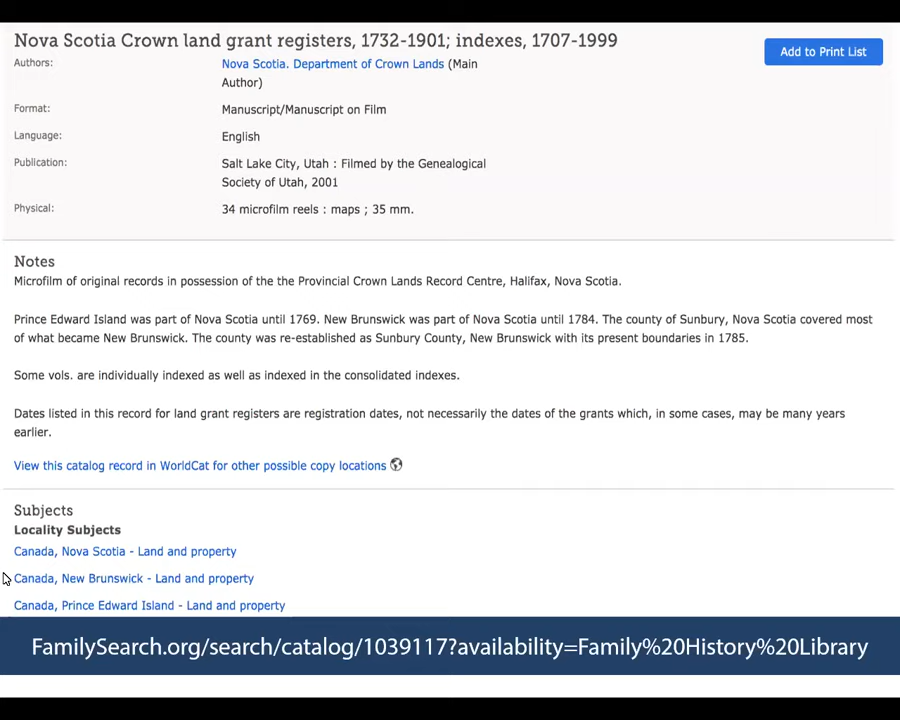 Nova Scotia Crown land grant registers, 1732-1901; indexes, 1707-1999
Add to Print List
Authors: Nova Scotia. Department of Crown Lands (Main
Author)
Format: Manuscript/Manuscript on Film
Language: English
Publication: Salt Lake City, Utah : Filmed by the Genealogical
Society of Utah, 2001
Physical: 34 microfilm reels : maps ; 35 mm.
Notes
Microfilm of original records in possession of the the Provincial Crown Lands Record Centre, Halifax, Nova Scotia.
Prince Edward Island was part of Nova Scotia until 1769. New Brunswick was part of Nova Scotia until 1784. The county of Sunbury, Nova Scotia covered most
of what became New Brunswick. The county was re-established as Sunbury County, New Brunswick with its present boundaries in 1785.
Some vols. are individually indexed as well as indexed in the consolidated indexes.
Dates listed in this record for land grant registers are registration dates, not necessarily the dates of the grants which, in some cases, may be many years
earlier.
View this catalog record in WorldCat for other possible copy locations
Subjects
Locality Subjects
Canada, Nova Scotia - Land and property
Canada, New Brunswick - Land and property
Canada, Prince Edward Island - Land and property
FamilySearch.org/search/catalog/1039117?availability=Family%20History%20Library